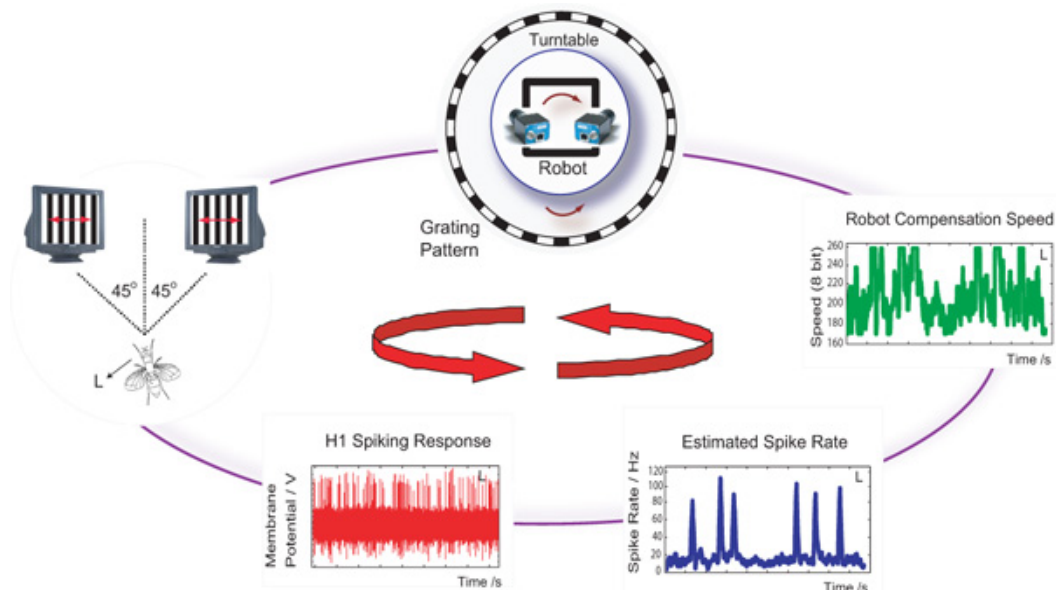 Turntable
Robot
Grating
Pattern
45° 45°
L
Robot Compensation Speed
L
Speed (8 bit)
260
240
220
200
180
160
Time /s
H1 Spiking Response
L
Membrane
Potential / V
Time /s
Estimated Spike Rate
L
Spike Rate / Hz
120
100
80
60
40
20
0
Time /s